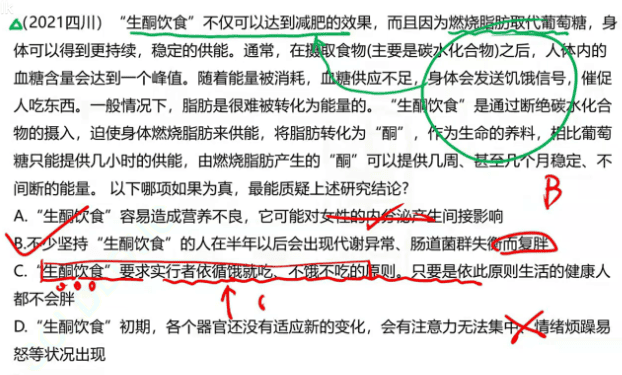 (2021四川)“生酮饮食”不仅可以达到减肥的效果，而且因为燃烧脂肪取代葡萄糖，身
体可以得到更持续，稳定的供能。通常，在摄取食物(主要是碳水化合物)之后，人体内的
血糖含量会达到一个峰值。随着能量被消耗，血糖供应不足，身体会发送饥饿信号，催促
人吃东西。一般情况下，脂肪是很难被转化为能量的。“生酮饮食”是通过断绝碳水化合
物的摄入，迫使身体燃烧脂肪来供能，将脂肪转化为“酮”，作为生命的养料，相比葡萄
糖只能提供几小时的供能，由燃烧脂肪产生的“酮”可以提供几周、甚至几个月稳定、不
间断的能量。 以下哪项如果为真，最能质疑上述研究结论?
B
A.“生酮饮食”容易造成营养不良，它可能对女性的内分泌产生间接影响
B.不少坚持“生酮饮食”的人在半年以后会出现代谢异常、肠道菌群失衡而复胖
C.“生酮饮食”要求实行者依循饿就吃、不饿不吃的原则。只要是依此原则生活的健康人
都不会胖
D.“生酮饮食”初期，各个器官还没有适应新的变化，会有注意力无法集中、情绪烦躁易
怒等状况出现